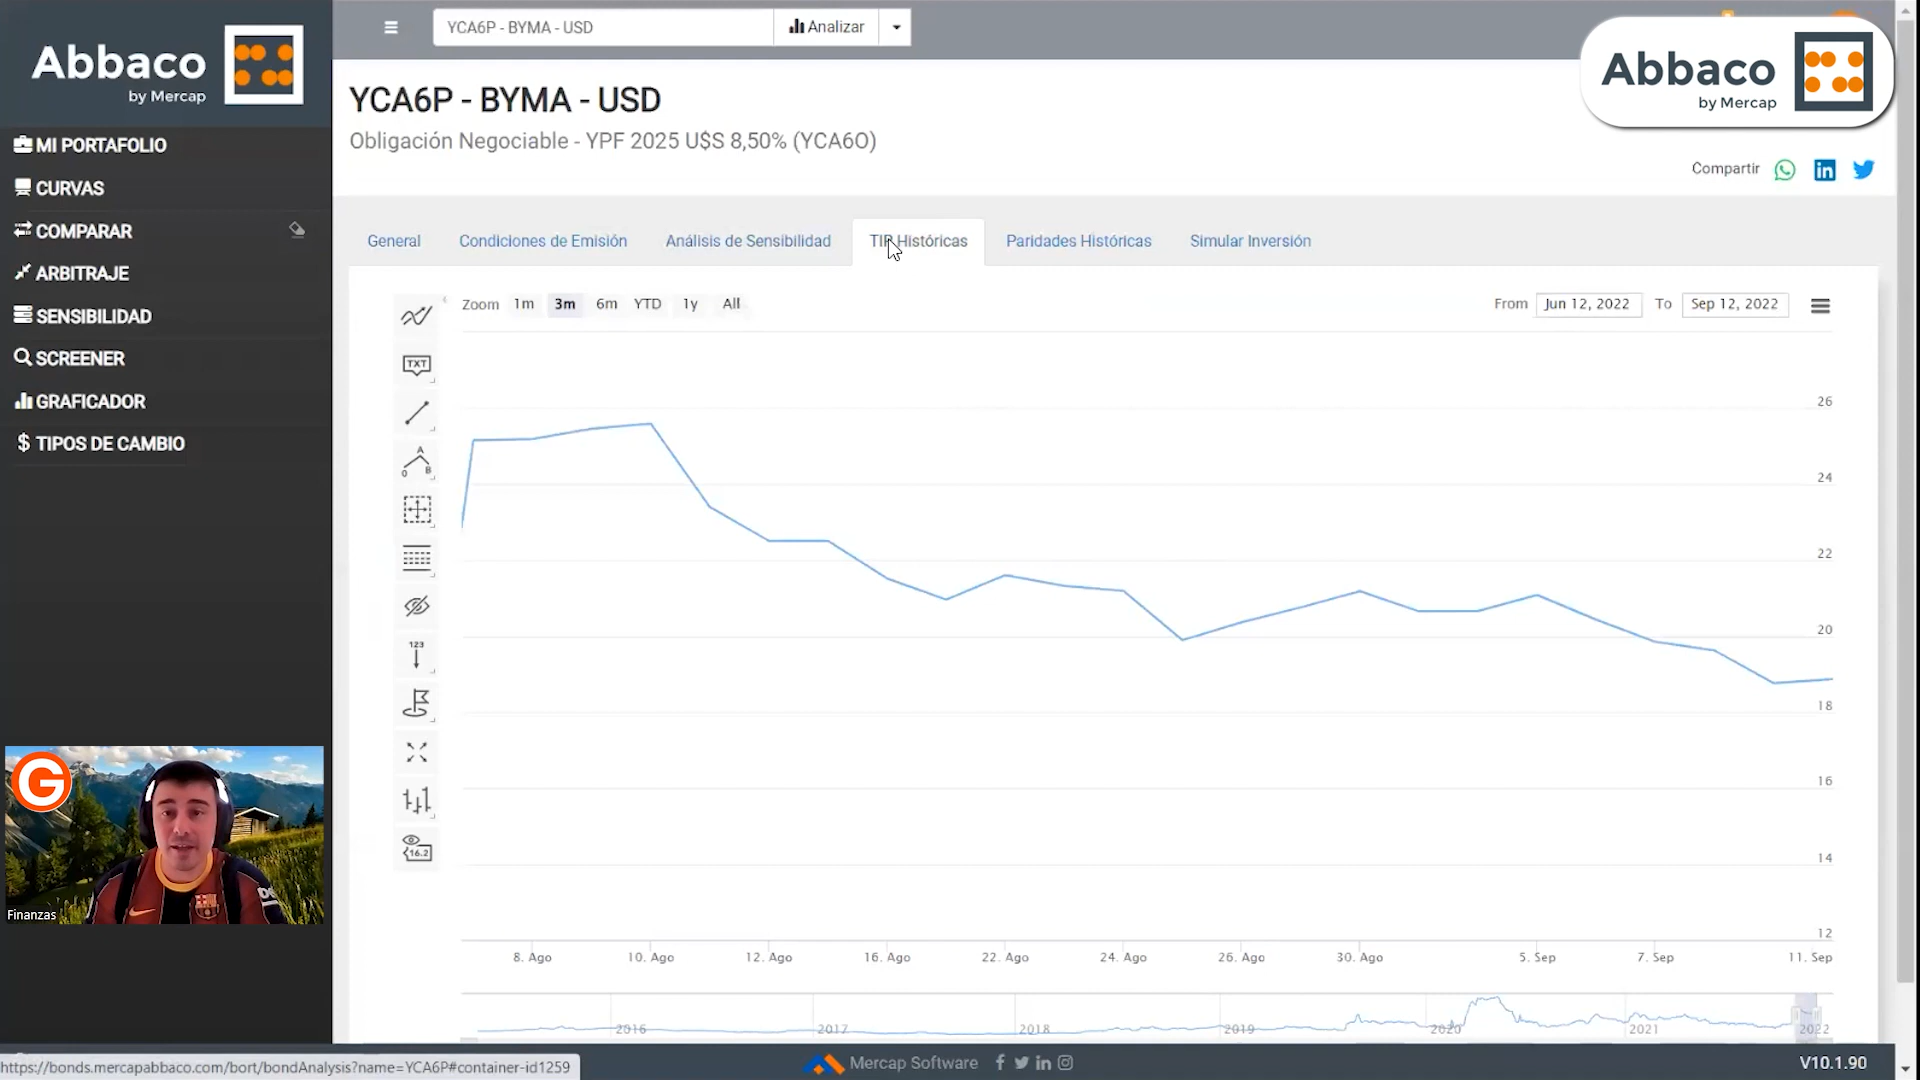 Abbaco
by Mercap
MI PORTAFOLIO
CURVAS
COMPARAR
ARBITRAJE
SENSIBILIDAD
SCREENER
GRAFICADOR
$ TIPOS DE CAMBIO
G
Finanzas
YCA6P - BYMA - USD
Analizar
Abbaco
by Mercap
YCA6P - BYMA - USD
Obligación Negociable - YPF 2025 U$S 8,50% (YCA6O)
Compartir
General
Condiciones de Emisión
Análisis de Sensibilidad
TIR Históricas
Paridades Históricas
Simular Inversión
Zoom 1m 3m 6m YTD 1y All
From Jun 12, 2022 To Sep 12, 2022
TXT
A
0 B
123
16.2
26
24
22
20
18
16
14
12
8. Ago 10. Ago 12. Ago 16. Ago 22. Ago 24. Ago 26. Ago 30. Ago 5. Sep 7. Sep 11. Sep
2016 2017 2018 2019 2020 2021 2022
https://bonds.mercapabbaco.com/bort/bondAnalysis?name=YCA6P#container-id1259
Mercap Software
V10.1.90